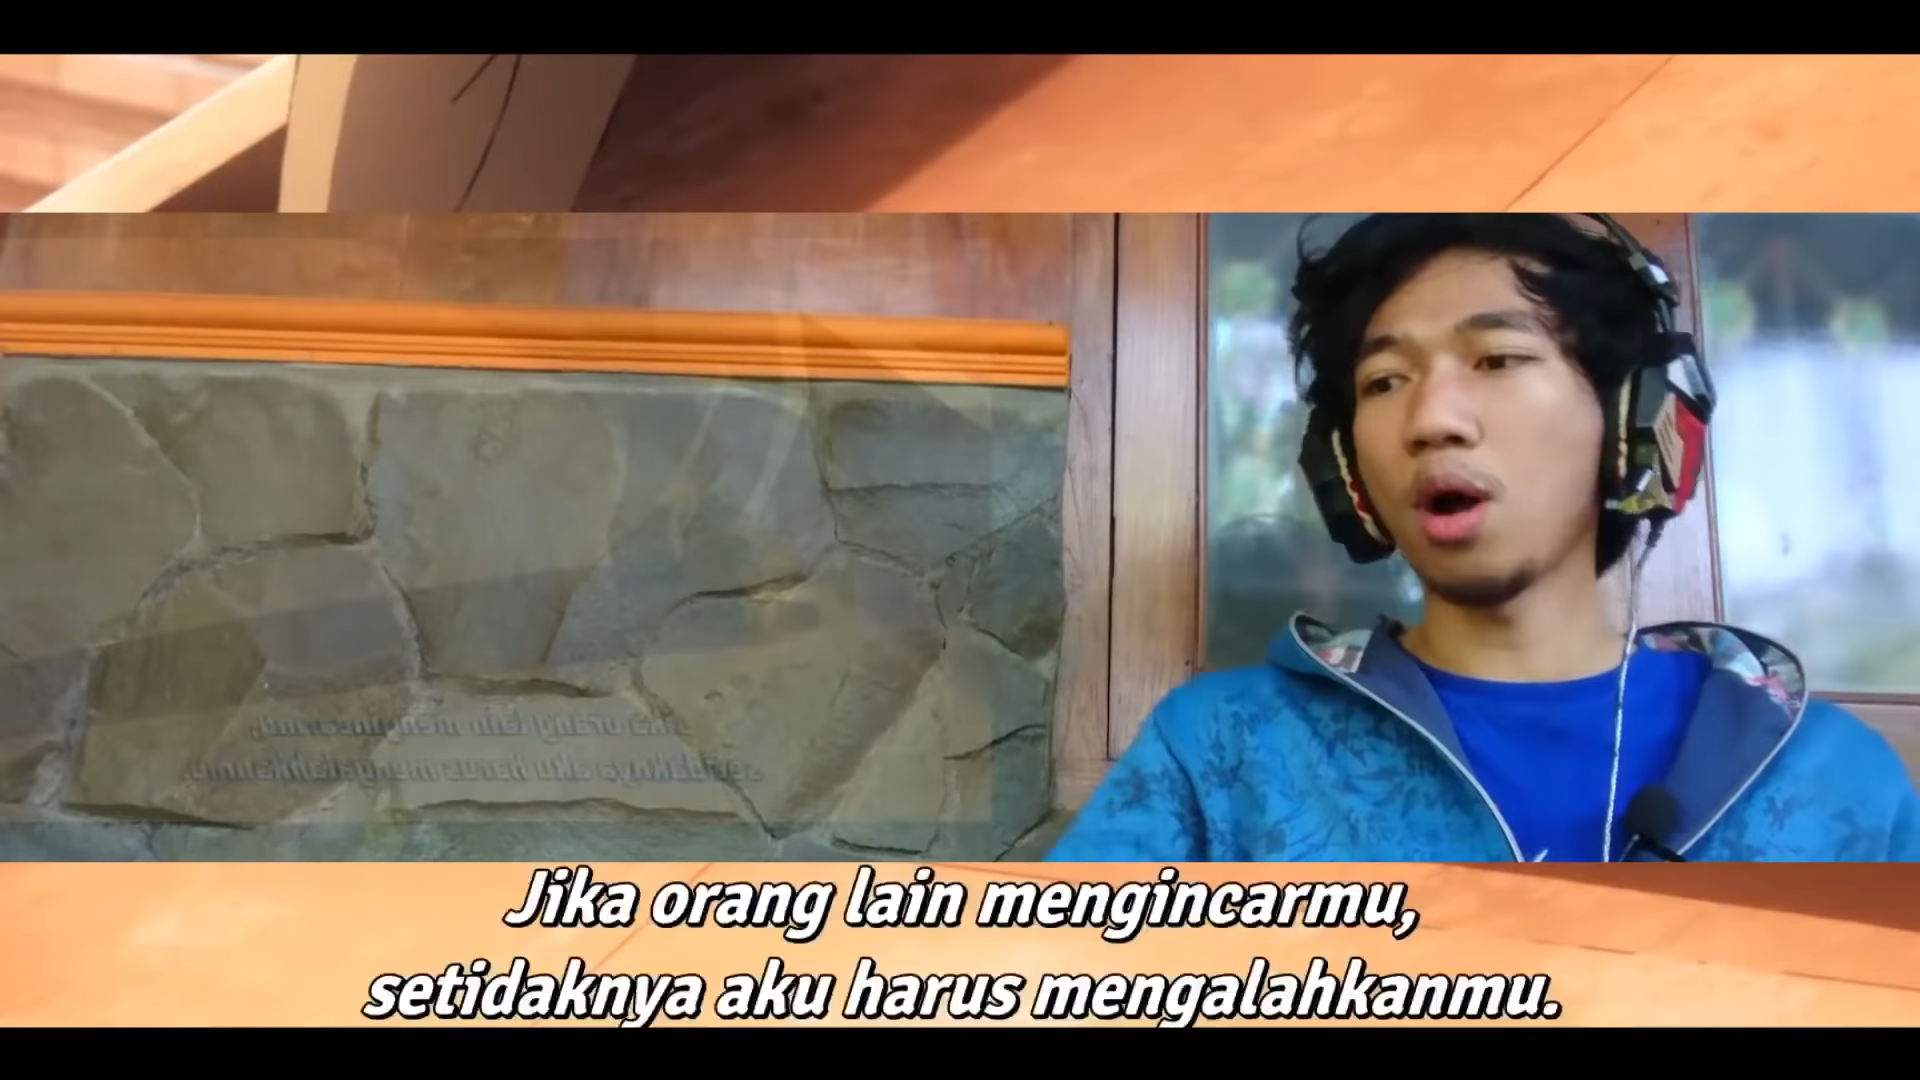 Jika orang lain mengincarmu,
setidaknya aku harus mengalahkanmu.